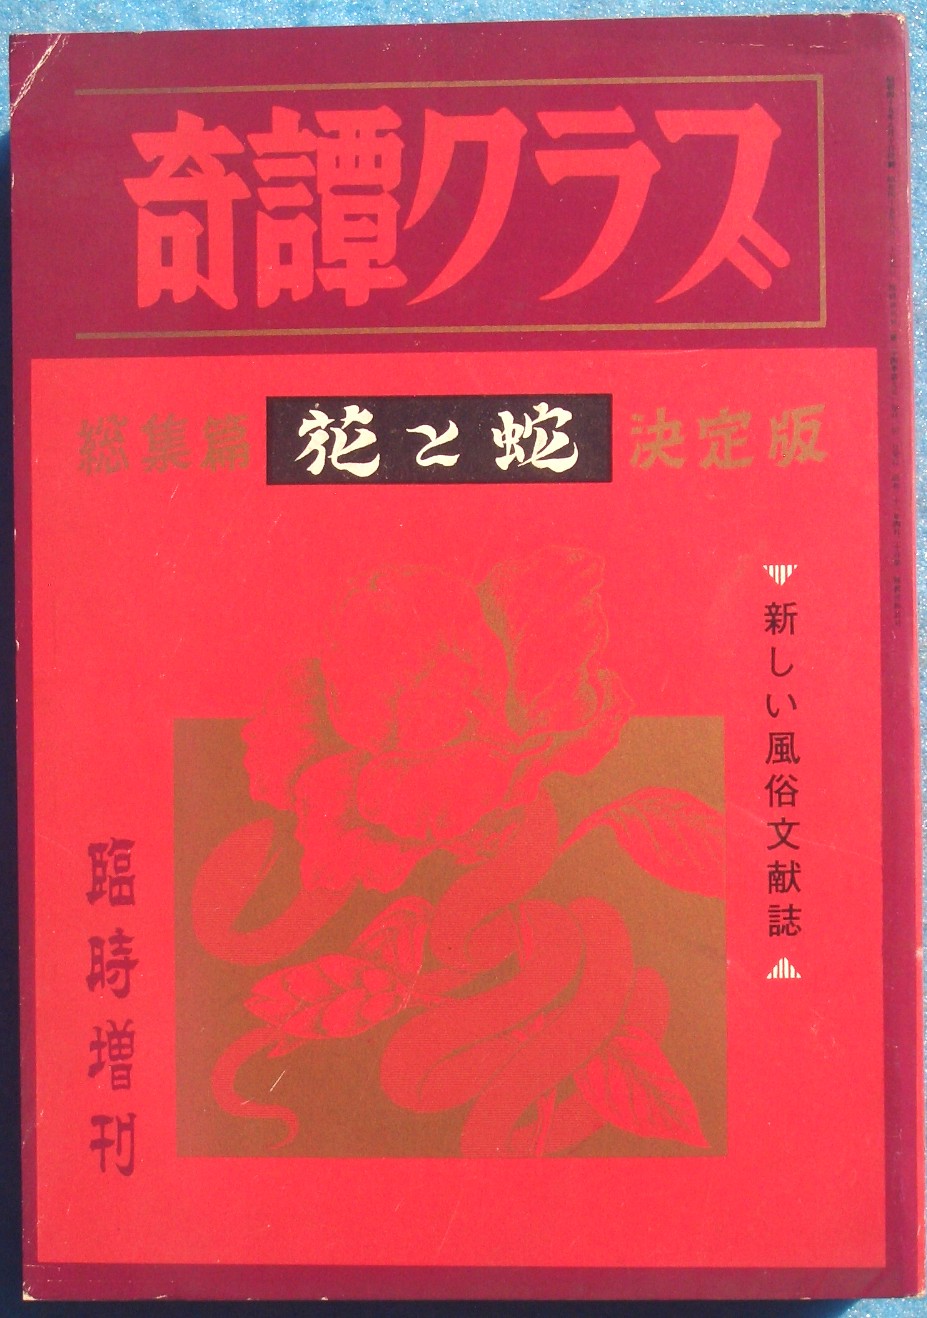 奇譚クラブ
総集篇 花と蛇 決定版
新しい風俗文献誌
臨時増刊